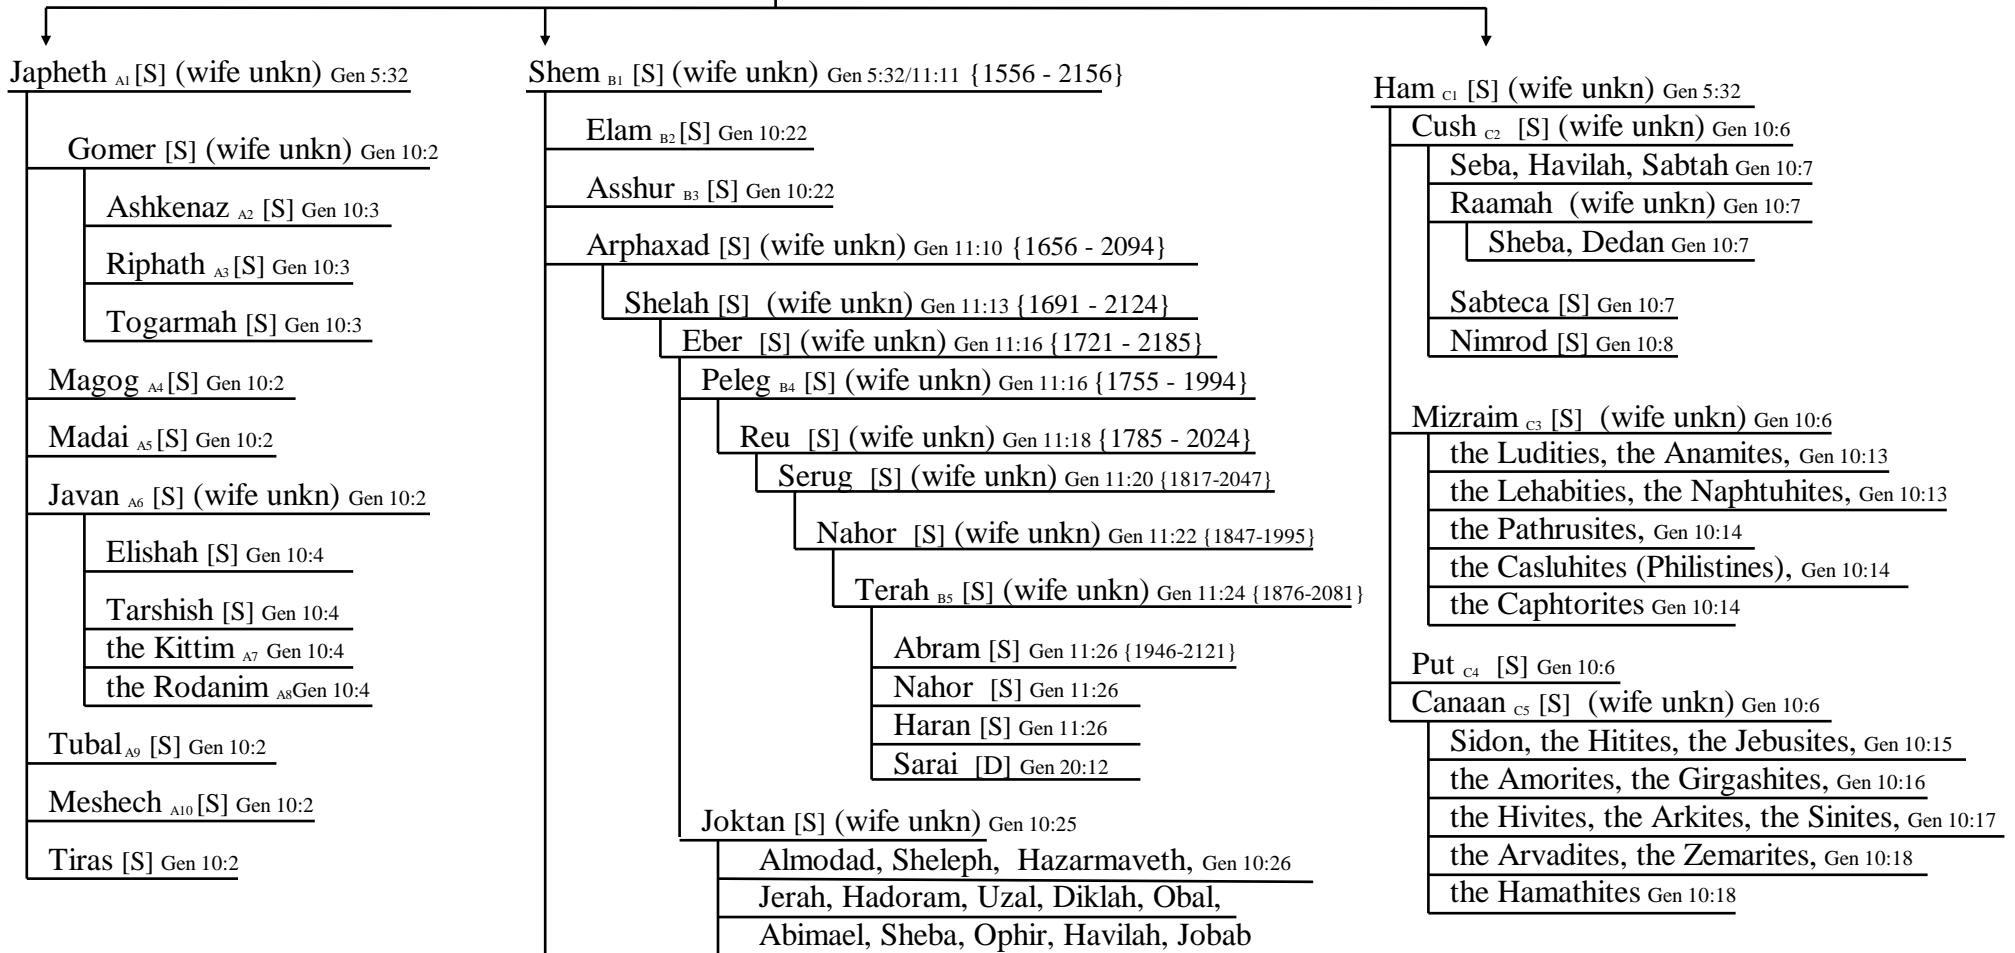 Japheth A1 [S] (wife unkn) Gen 5:32
Gomer [S] (wife unkn) Gen 10:2
Ashkenaz A2 [S] Gen 10:3
Riphath A3 [S] Gen 10:3
Togarmah [S] Gen 10:3
Magog A4 [S] Gen 10:2
Madai A5 [S] Gen 10:2
Javan A6 [S] (wife unkn) Gen 10:2
Elishah [S] Gen 10:4
Tarshish [S] Gen 10:4
the Kittim A7 Gen 10:4
the Rodanim A8 Gen 10:4
Tubal A9 [S] Gen 10:2
Meshech A10 [S] Gen 10:2
Tiras [S] Gen 10:2
Shem B1 [S] (wife unkn) Gen 5:32/11:11 {1556 - 2156}
Elam B2 [S] Gen 10:22
Asshur B3 [S] Gen 10:22
Arphaxad [S] (wife unkn) Gen 11:10 {1656 - 2094}
Shelah [S] (wife unkn) Gen 11:13 {1691 - 2124}
Eber [S] (wife unkn) Gen 11:16 {1721 - 2185}
Peleg B4 [S] (wife unkn) Gen 11:16 {1755 - 1994}
Reu [S] (wife unkn) Gen 11:18 {1785 - 2024}
Serug [S] (wife unkn) Gen 11:20 {1817-2047}
Nahor [S] (wife unkn) Gen 11:22 {1847-1995}
Terah B5 [S] (wife unkn) Gen 11:24 {1876-2081}
Abram [S] Gen 11:26 {1946-2121}
Nahor [S] Gen 11:26
Haran [S] Gen 11:26
Sarai [D] Gen 20:12
Joktan [S] (wife unkn) Gen 10:25
Almodad, Sheleph, Hazarmaveth, Gen 10:26
Jerah, Hadoram, Uzal, Diklah, Obal,
Abimael, Sheba, Ophir, Havilah, Jobab
Ham C1 [S] (wife unkn) Gen 5:32
Cush C2 [S] (wife unkn) Gen 10:6
Seba, Havilah, Sabtah Gen 10:7
Raamah (wife unkn) Gen 10:7
Sheba, Dedan Gen 10:7
Sabteca [S] Gen 10:7
Nimrod [S] Gen 10:8
Mizraim C3 [S] (wife unkn) Gen 10:6
the Ludities, the Anamites, Gen 10:13
the Lehabities, the Naphtuhites, Gen 10:13
the Pathrusites, Gen 10:14
the Casluhites (Philistines), Gen 10:14
the Caphtorites Gen 10:14
Put C4 [S] Gen 10:6
Canaan C5 [S] (wife unkn) Gen 10:6
Sidon, the Hitites, the Jebusites, Gen 10:15
the Amorites, the Girgashites, Gen 10:16
the Hivites, the Arkites, the Sinites, Gen 10:17
the Arvadites, the Zemarites, Gen 10:18
the Hamathites Gen 10:18